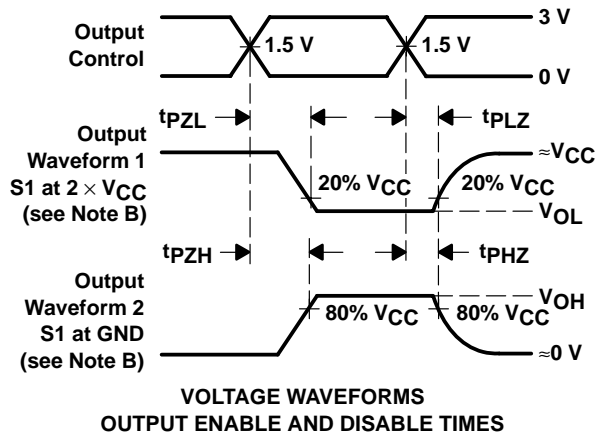 Output
Control
1.5 V
1.5 V
3 V
0 V
tPZL
tPLZ
Output
Waveform 1
S1 at 2 × VCC
(see Note B)
20% VCC
20% VCC
≈VCC
VOL
tPZH
tPHZ
Output
Waveform 2
S1 at GND
(see Note B)
80% VCC
80% VCC
VOH
≈0 V
VOLTAGE WAVEFORMS
OUTPUT ENABLE AND DISABLE TIMES